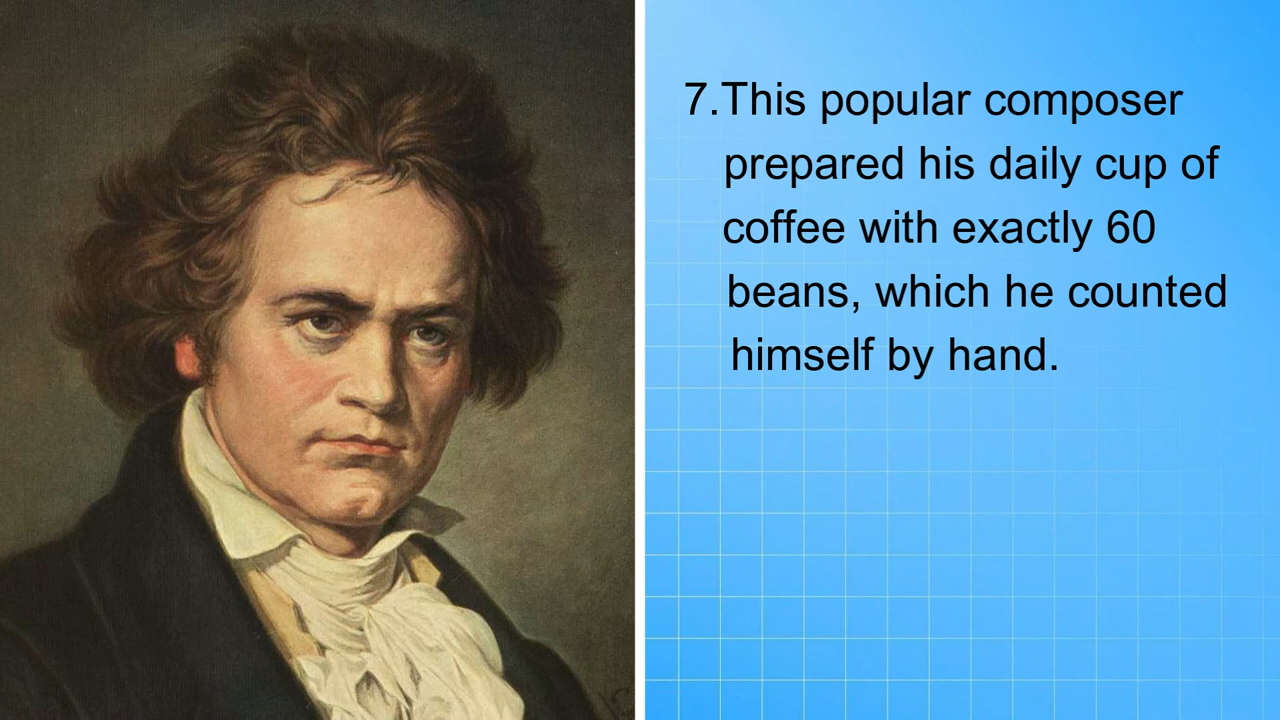 7.This popular composer
prepared his daily cup of
coffee with exactly 60
beans, which he counted
himself by hand.